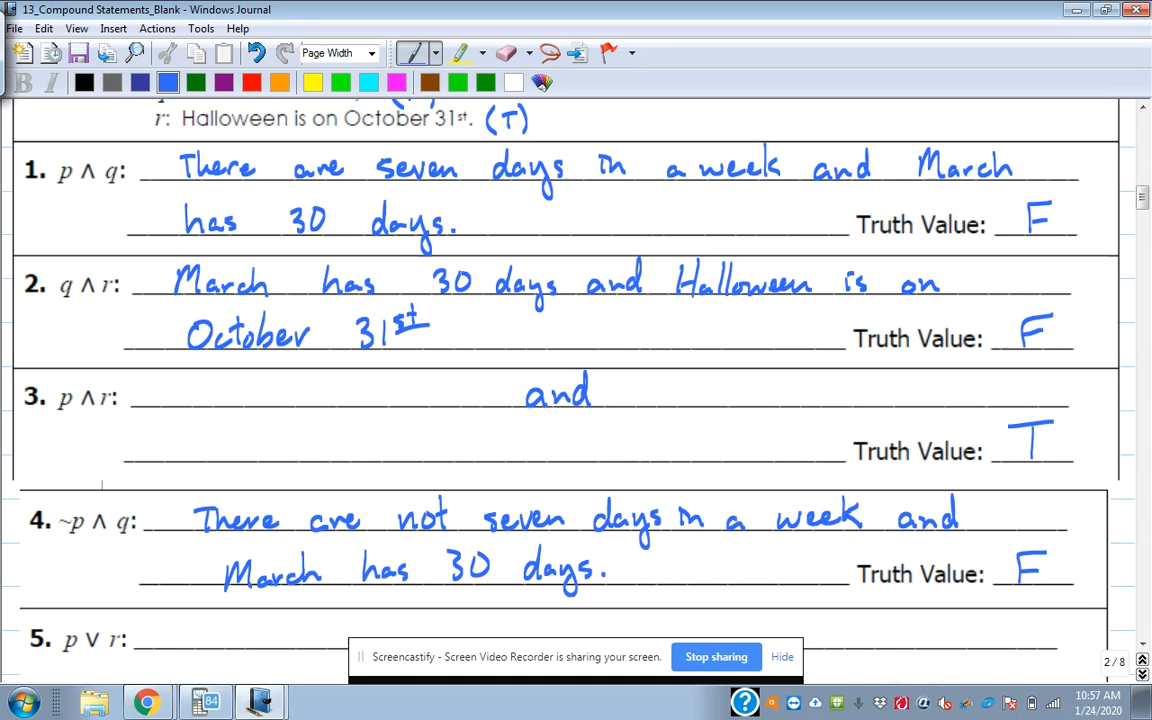 13_Compound Statements_Blank - Windows Journal
File Edit View Insert Actions Tools Help
Page Width
B I
r: Halloween is on October 31st. (T)
1. p ∧ q: There are seven days in a week and March
has 30 days. Truth Value: F
2. q ∧ r: March has 30 days and Halloween is on
October 31st Truth Value: F
3. p ∧ r: and
Truth Value: T
4. ~p ∧ q: There are not seven days in a week and
March has 30 days. Truth Value: F
5. p ∨ r:
Screencastify - Screen Video Recorder is sharing your screen. Stop sharing Hide
2 / 8
84
10:57 AM
1/24/2020